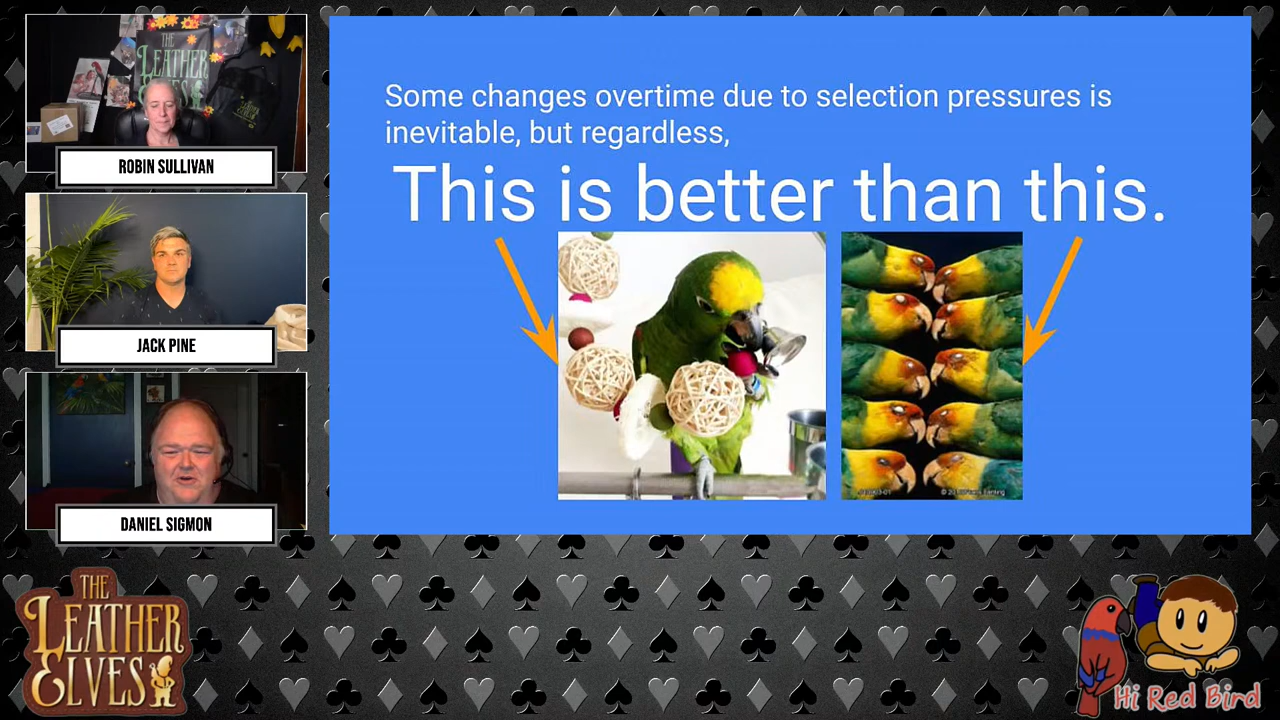 THE
LEATHER
ELVES
ROBIN SULLIVAN
JACK PINE
DANIEL SIGMON
Some changes overtime due to selection pressures is
inevitable, but regardless,
This is better than this.
THE
LEATHER
ELVES
Hi Red Bird